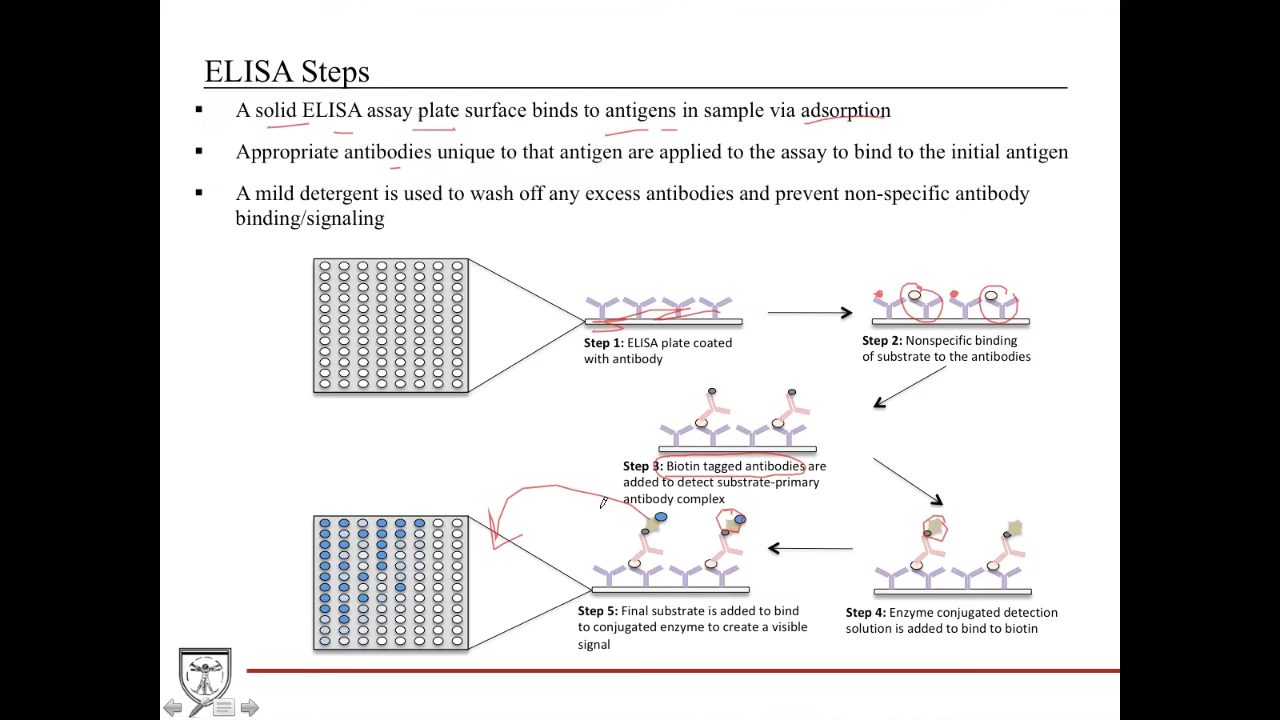 ELISA Steps
A solid ELISA assay plate surface binds to antigens in sample via adsorption
Appropriate antibodies unique to that antigen are applied to the assay to bind to the initial antigen
A mild detergent is used to wash off any excess antibodies and prevent non-specific antibody
binding/signaling
Step 1: ELISA plate coated
with antibody
Step 2: Nonspecific binding
of substrate to the antibodies
Step 3: Biotin tagged antibodies are
added to detect substrate-primary
antibody complex
Step 4: Enzyme conjugated detection
solution is added to bind to biotin
Step 5: Final substrate is added to bind
to conjugated enzyme to create a visible
signal